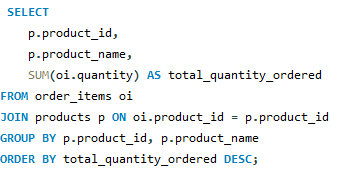 SELECT
p.product_id,
p.product_name,
SUM(oi.quantity) AS total_quantity_ordered
FROM order_items oi
JOIN products p ON oi.product_id = p.product_id
GROUP BY p.product_id, p.product_name
ORDER BY total_quantity_ordered DESC;